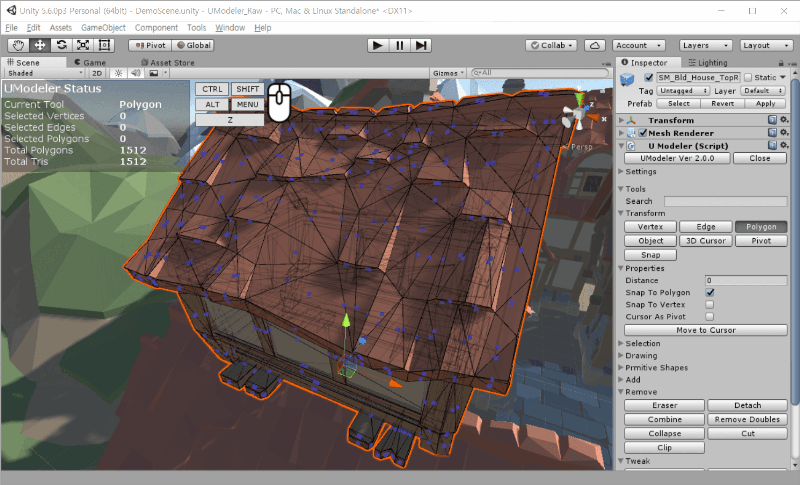 Unity 5.6.0p3 Personal (64bit) - DemoScene.unity - UModeler_Raw - PC, Mac & Linux Standalone* <DX11>
File Edit Assets GameObject Component Tools Window Help
Pivot Global Collab Account Layers Layout
Scene Game Asset Store
Shaded 2D Gizmos All
UModeler Status
Current Tool Polygon
Selected Vertices 0
Selected Edges 0
Selected Polygons 0
Total Polygons 1512
Total Tris 1512
CTRL SHIFT
ALT MENU
Z
z
x
Persp
Inspector Lighting
SM_Bld_House_TopR Static
Tag Untagged Layer Default
Prefab Select Revert Apply
Transform
Mesh Renderer
U Modeler (Script)
UModeler Ver 2.0.0 Close
Settings
Tools
Search
Transform
Vertex Edge Polygon
Object 3D Cursor Pivot
Snap
Properties
Distance 0
Snap To Polygon
Snap To Vertex
Cursor As Pivot
Move to Cursor
Selection
Drawing
Prmitive Shapes
Add
Remove
Eraser Detach
Combine Remove Doubles
Collapse Cut
Clip
Tweak